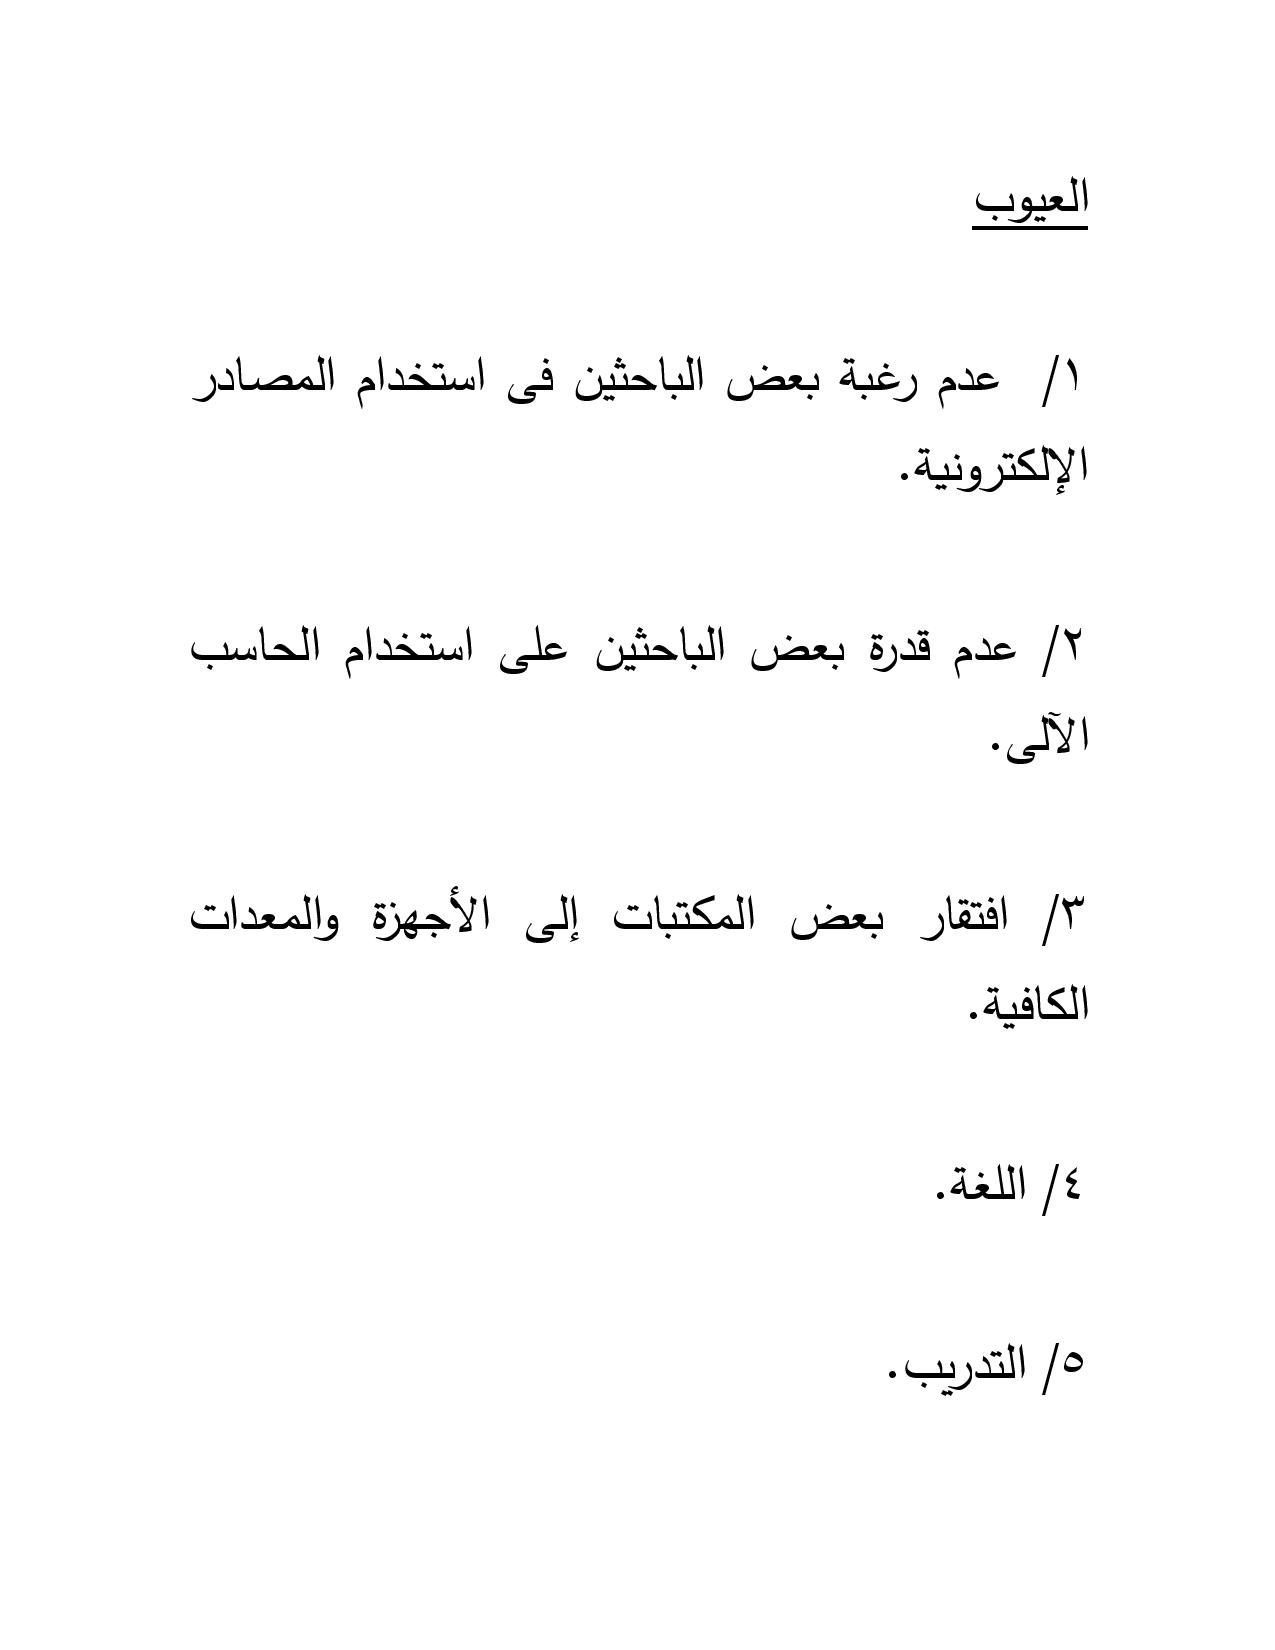 العيوب
١/ عدم رغبة بعض الباحثين فى استخدام المصادر
الإلكترونية.
٢/ عدم قدرة بعض الباحثين على استخدام الحاسب
الآلى.
٣/ افتقار بعض المكتبات إلى الأجهزة والمعدات
الكافية.
٤/ اللغة.
٥/ التدريب.